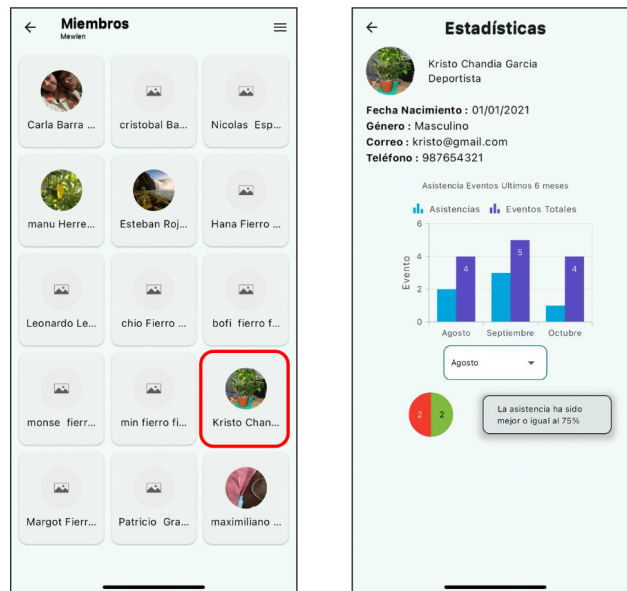 Miembros
Mewlen
Carla Barra ...
cristobal Ba...
Nicolas Esp...
manu Herre...
Esteban Roj...
Hana Fierro ...
Leonardo Le...
chio Fierro ...
bofi fierro f...
monse fierr...
min fierro fi...
Kristo Chan...
Margot Fierr...
Patricio Gra...
maximiliano ...
Estadísticas
Kristo Chandia Garcia
Deportista
Fecha Nacimiento : 01/01/2021
Género : Masculino
Correo : kristo@gmail.com
Teléfono : 987654321
Asistencia Eventos Ultimos 6 meses
Asistencias Eventos Totales
6
4
2
0
Evento
4
5
4
Agosto Septiembre Octubre
Agosto
2 2
La asistencia ha sido
mejor o igual al 75%